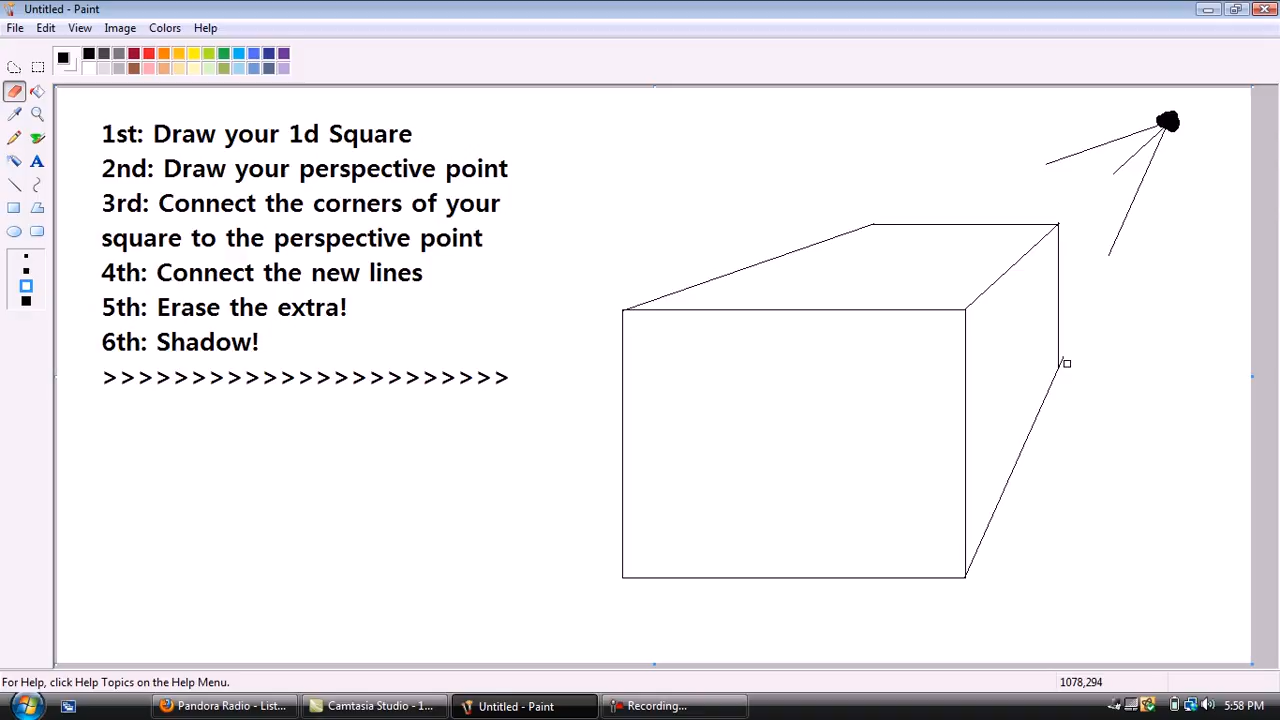 Untitled - Paint
File Edit View Image Colors Help
1st: Draw your 1d Square
2nd: Draw your perspective point
3rd: Connect the corners of your
square to the perspective point
4th: Connect the new lines
5th: Erase the extra!
6th: Shadow!
>>>>>>>>>>>>>>>>>>>>>>>
For Help, click Help Topics on the Help Menu.
1078,294
Pandora Radio - List...
Camtasia Studio - 1...
Untitled - Paint
Recording...
5:58 PM